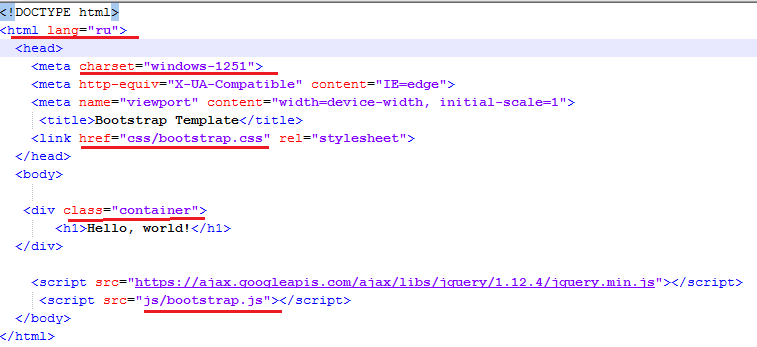 <!DOCTYPE html>
<html lang="ru">
<head>
<meta charset="windows-1251">
<meta http-equiv="X-UA-Compatible" content="IE=edge">
<meta name="viewport" content="width=device-width, initial-scale=1">
<title>Bootstrap Template</title>
<link href="css/bootstrap.css" rel="stylesheet">
</head>
<body>
<div class="container">
<h1>Hello, world!</h1>
</div>
<script src="https://ajax.googleapis.com/ajax/libs/jquery/1.12.4/jquery.min.js"></script>
<script src="js/bootstrap.js"></script>
</body>
</html>